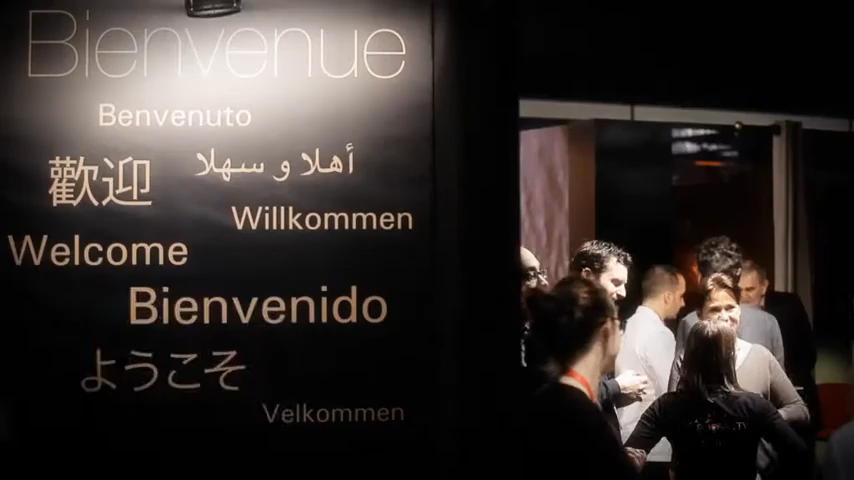 Bienvenue
Benvenuto
歡迎
أهلا و سهلا
Willkommen
Welcome
Bienvenido
ようこそ
Velkommen